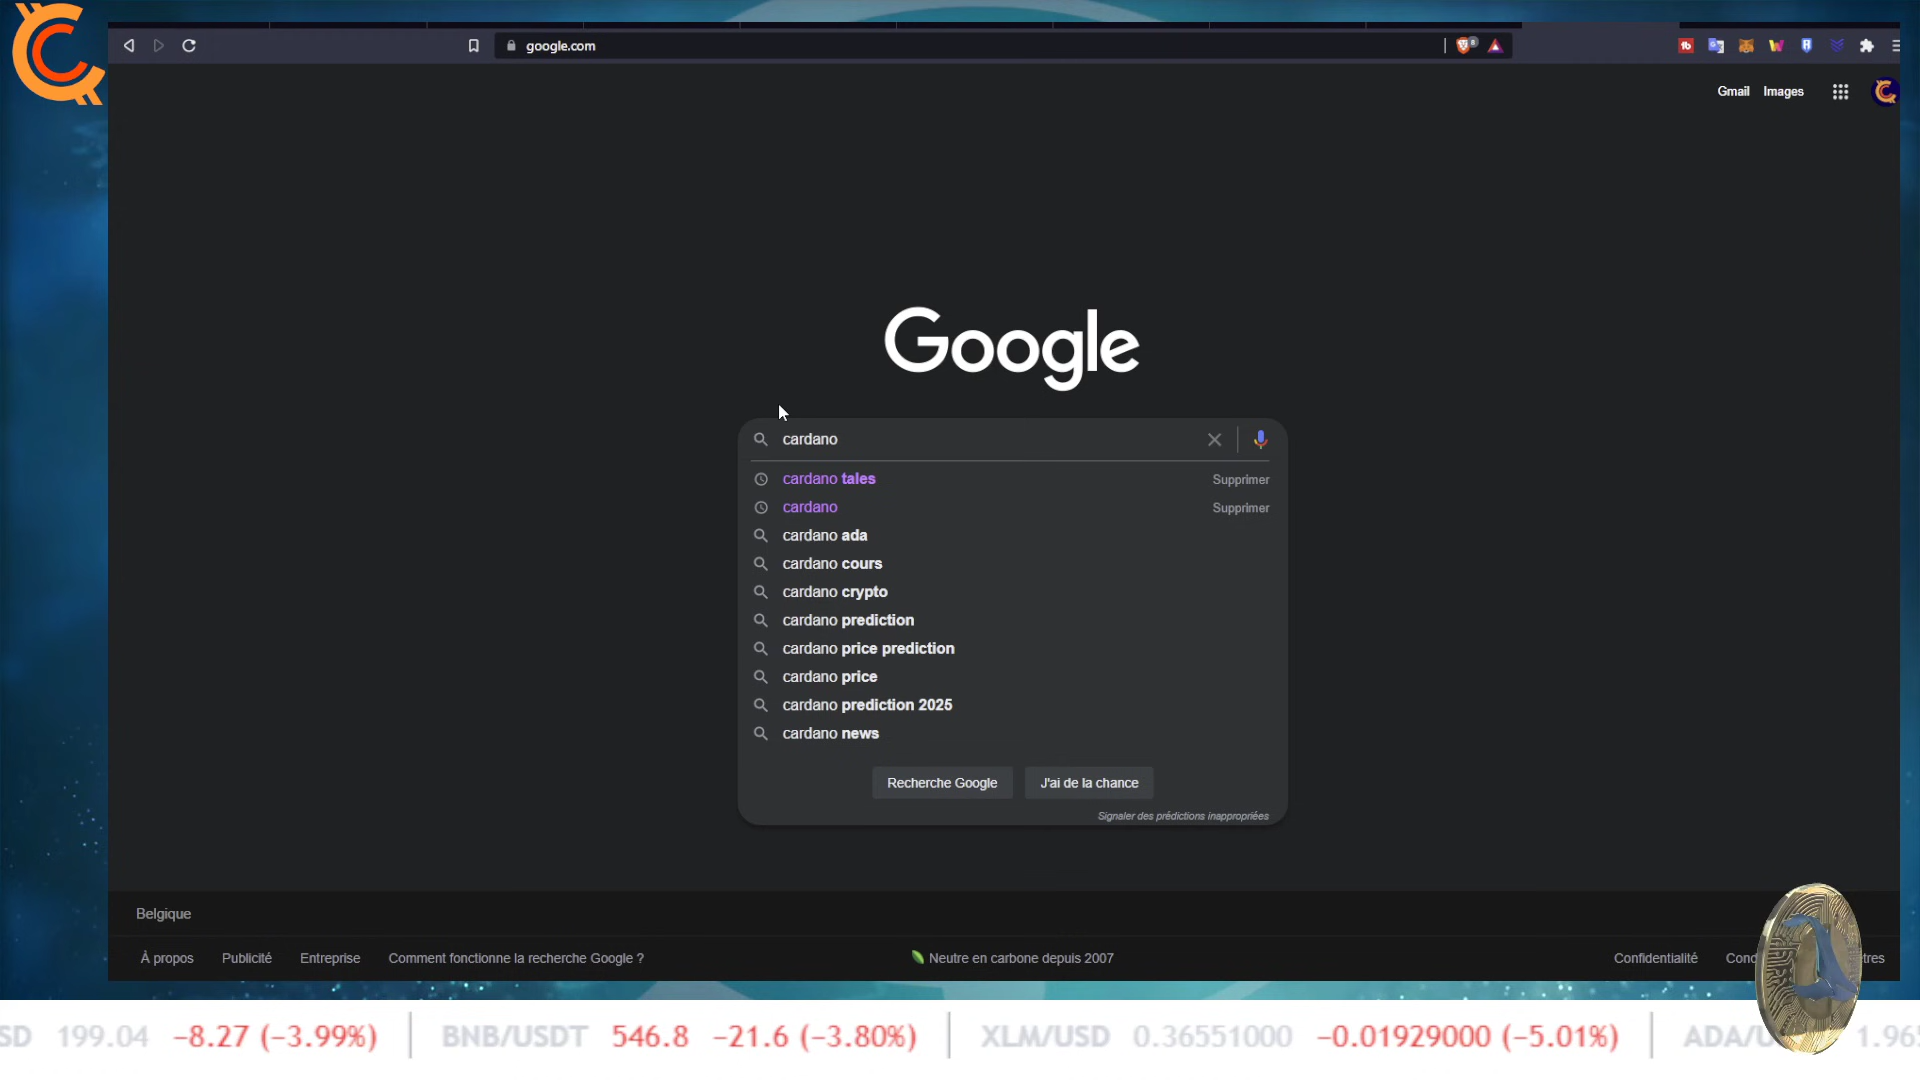 google.com
Gmail Images
Google
cardano
cardano tales Supprimer
cardano Supprimer
cardano ada
cardano cours
cardano crypto
cardano prediction
cardano price prediction
cardano price
cardano prediction 2025
cardano news
Recherche Google J'ai de la chance
Signaler des prédictions inappropriées
Belgique
À propos Publicité Entreprise Comment fonctionne la recherche Google ? Neutre en carbone depuis 2007 Confidentialité
SD 199.04 −8.27 (−3.99%) BNB/USDT 546.8 −21.6 (−3.80%) XLM/USD 0.36551000 −0.01929000 (−5.01%) ADA/U 1.96